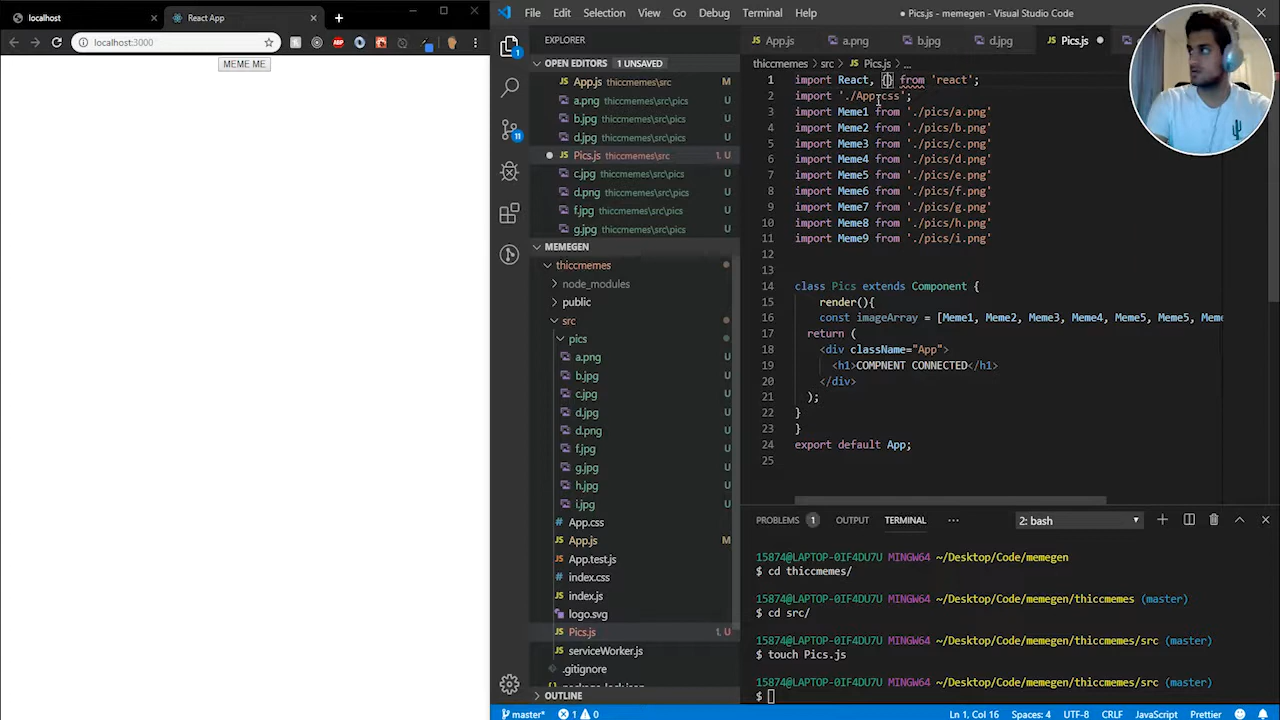 localhost
React App
localhost:3000
ABP
MEME ME
File Edit Selection View Go Debug Terminal
● Pics.js - memegen - Visual Studio Code
OPEN EDITORS 1 UNSAVED
App.js thiccmemes\src M
a.png thiccmemes\src\pics U
b.jpg thiccmemes\src\pics U
d.jpg thiccmemes\src\pics U
Pics.js thiccmemes\src 1, U
c.jpg thiccmemes\src\pics U
d.png thiccmemes\src\pics U
f.jpg thiccmemes\src\pics U
g.jpg thiccmemes\src\pics U
MEMEGEN
thiccmemes
node_modules
public
src
pics
a.png U
b.jpg U
c.jpg U
d.jpg U
d.png U
f.jpg U
g.jpg U
h.jpg U
i.jpg U
App.css
App.js M
App.test.js
index.css
index.js
logo.svg
Pics.js 1, U
serviceWorker.js
.gitignore
OUTLINE
a.png b.jpg d.jpg Pics.js
thiccmemes > src > Pics.js > ...
1 import React, {} from 'react';
2 import './App.css';
3 import Meme1 from './pics/a.png'
4 import Meme2 from './pics/b.png'
5 import Meme3 from './pics/c.png'
6 import Meme4 from './pics/d.png'
7 import Meme5 from './pics/e.png'
8 import Meme6 from './pics/f.png'
9 import Meme7 from './pics/g.png'
10 import Meme8 from './pics/h.png'
11 import Meme9 from './pics/i.png'
12
13
14 class Pics extends Component {
15 render(){
16 const imageArray = [Meme1, Meme2, Meme3, Meme4, Meme5, Meme5, Meme
17 return (
18 <div className="App">
19 <h1>COMPNENT CONNECTED</h1>
20 </div>
21 );
22 }
23 }
24 export default App;
25
PROBLEMS 1 OUTPUT TERMINAL ... 2: bash
15874@LAPTOP-0IF4DU7U MINGW64 ~/Desktop/Code/memegen
$ cd thiccmemes/
15874@LAPTOP-0IF4DU7U MINGW64 ~/Desktop/Code/memegen/thiccmemes (master)
$ cd src/
15874@LAPTOP-0IF4DU7U MINGW64 ~/Desktop/Code/memegen/thiccmemes/src (master)
$ touch Pics.js
15874@LAPTOP-0IF4DU7U MINGW64 ~/Desktop/Code/memegen/thiccmemes/src (master)
$
master* 1 0 Ln 1, Col 16 Spaces: 4 UTF-8 CRLF JavaScript Prettier